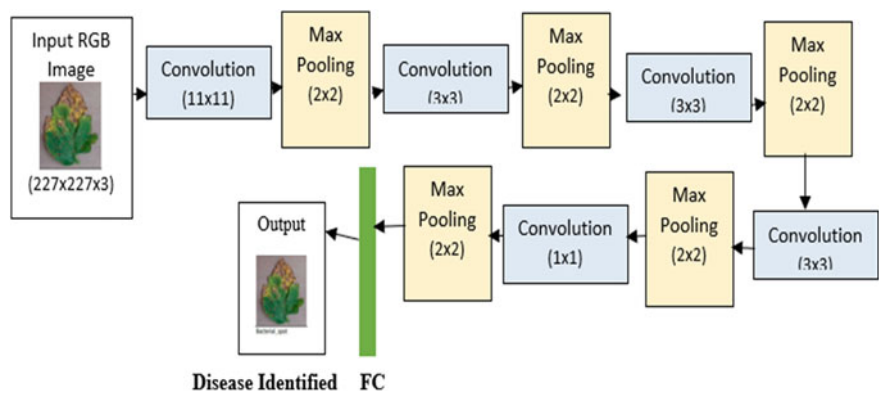 Input RGB
Image
(227x227x3)
Convolution
(11x11)
Max
Pooling
(2x2)
Convolution
(3x3)
Max
Pooling
(2x2)
Convolution
(3x3)
Max
Pooling
(2x2)
Convolution
(3x3)
Max
Pooling
(2x2)
Convolution
(1x1)
Max
Pooling
(2x2)
Output
Bacterial_spot
Disease Identified FC